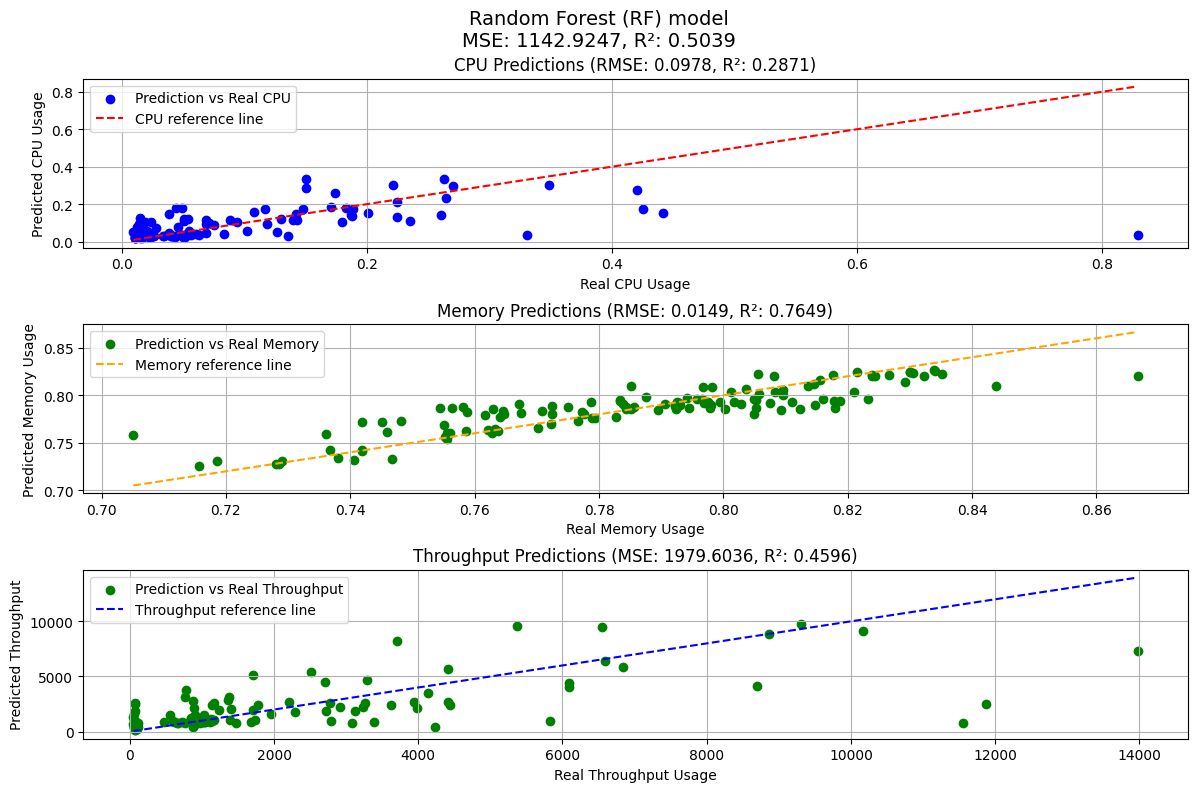 Random Forest (RF) model
MSE: 1142.9247, R²: 0.5039
CPU Predictions (RMSE: 0.0978, R²: 0.2871)
Prediction vs Real CPU
CPU reference line
Predicted CPU Usage
0.8
0.6
0.4
0.2
0.0
0.0 0.2 0.4 0.6 0.8
Real CPU Usage
Memory Predictions (RMSE: 0.0149, R²: 0.7649)
Prediction vs Real Memory
Memory reference line
Predicted Memory Usage
0.85
0.80
0.75
0.70
0.70 0.72 0.74 0.76 0.78 0.80 0.82 0.84 0.86
Real Memory Usage
Throughput Predictions (MSE: 1979.6036, R²: 0.4596)
Prediction vs Real Throughput
Throughput reference line
Predicted Throughput
10000
5000
0
0 2000 4000 6000 8000 10000 12000 14000
Real Throughput Usage